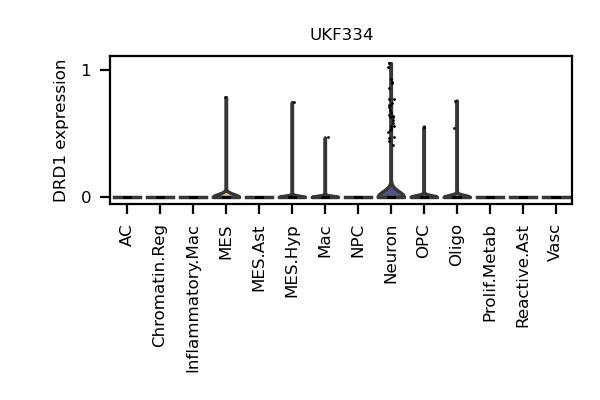 UKF334
DRD1 expression
1
0
AC
Chromatin.Reg
Inflammatory.Mac
MES
MES.Ast
MES.Hyp
Mac
NPC
Neuron
OPC
Oligo
Prolif.Metab
Reactive.Ast
Vasc